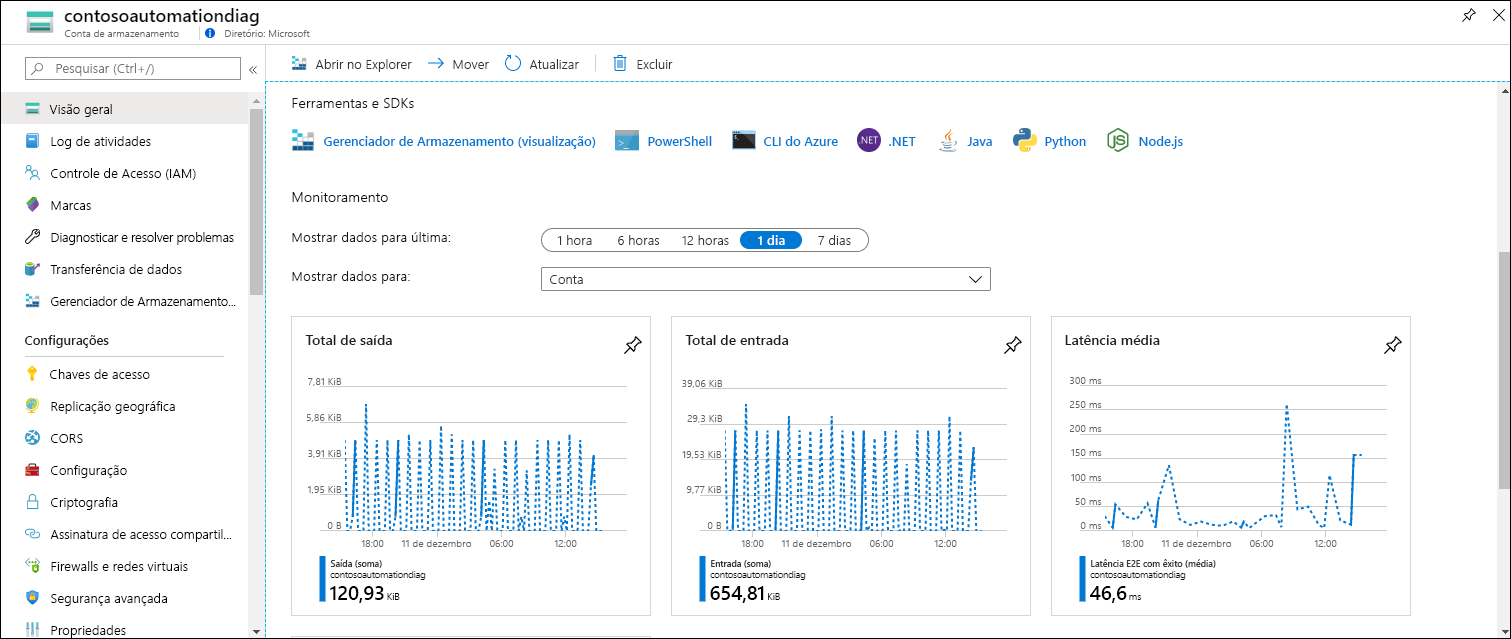 contosoautomationdiag
Conta de armazenamento
Diretório: Microsoft
Pesquisar (Ctrl+/)
«
Visão geral
Log de atividades
Controle de Acesso (IAM)
Marcas
Diagnosticar e resolver problemas
Transferência de dados
Gerenciador de Armazenamento...
Configurações
Chaves de acesso
Replicação geográfica
CORS
Configuração
Criptografia
Assinatura de acesso compartil...
Firewalls e redes virtuais
Segurança avançada
Propriedades
Abrir no Explorer Mover Atualizar Excluir
Ferramentas e SDKs
Gerenciador de Armazenamento (visualização) PowerShell CLI do Azure .NET Java Python Node.js
Monitoramento
Mostrar dados para última: 1 hora 6 horas 12 horas 1 dia 7 dias
Mostrar dados para: Conta
Total de saída
7,81 KiB
5,86 KiB
3,91 KiB
1,95 KiB
0 B
18:00 11 de dezembro 06:00 12:00
Saída (soma)
contosoautomationdiag
120,93 KiB
Total de entrada
39,06 KiB
29,3 KiB
19,53 KiB
9,77 KiB
0 B
18:00 11 de dezembro 06:00 12:00
Entrada (soma)
contosoautomationdiag
654,81 KiB
Latência média
300 ms
250 ms
200 ms
150 ms
100 ms
50 ms
0 ms
18:00 11 de dezembro 06:00 12:00
Latência E2E com êxito (média)
contosoautomationdiag
46,6 ms